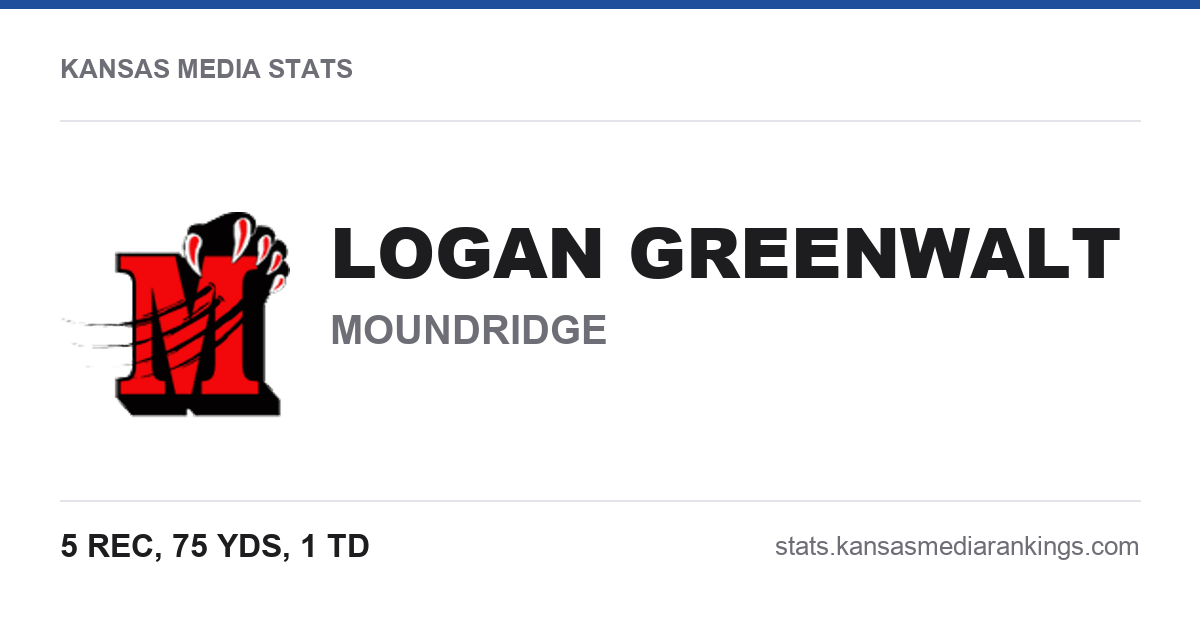 KANSAS MEDIA STATS
M
LOGAN GREENWALT
MOUNDRIDGE
5 REC, 75 YDS, 1 TD
stats.kansasmediarankings.com